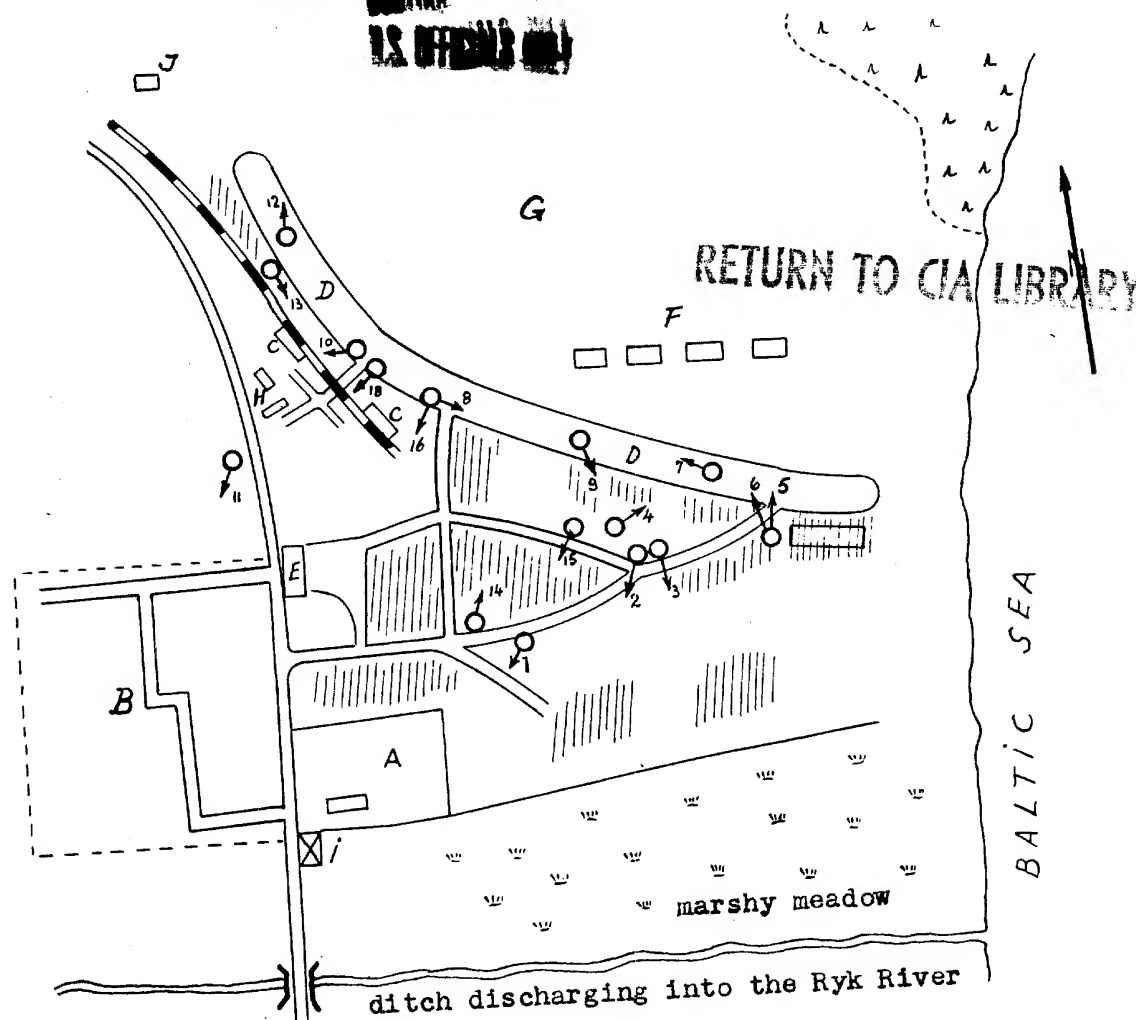 J
G
12
RETURN TO CIA LIBRARY
13
D
F
C
10
18
H
C
8
16
D
7
6
5
9
11
4
15
E
2
3
14
1
B
A
i
BALTIC SEA
marshy meadow
ditch discharging into the Ryk River